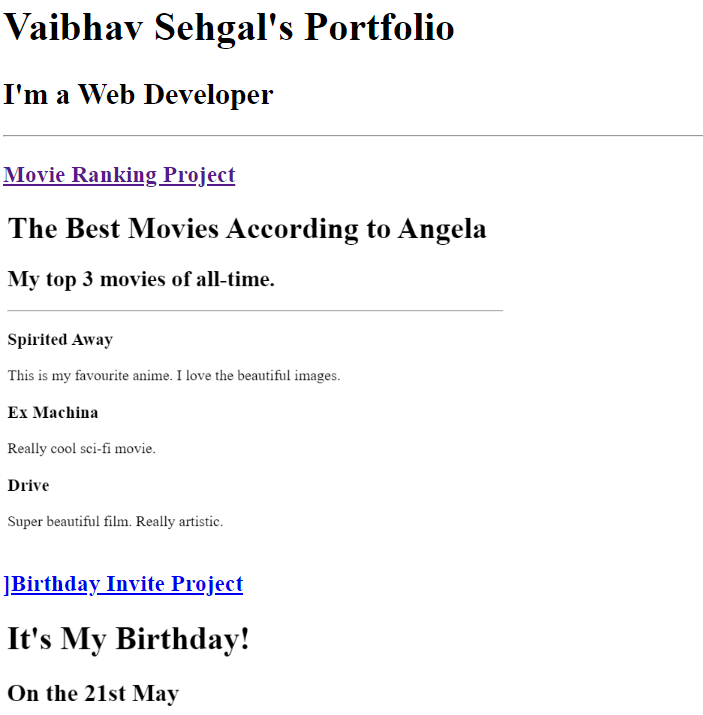 Vaibhav Sehgal's Portfolio
I'm a Web Developer
Movie Ranking Project
The Best Movies According to Angela
My top 3 movies of all-time.
Spirited Away
This is my favourite anime. I love the beautiful images.
Ex Machina
Really cool sci-fi movie.
Drive
Super beautiful film. Really artistic.
]Birthday Invite Project
It's My Birthday!
On the 21st May